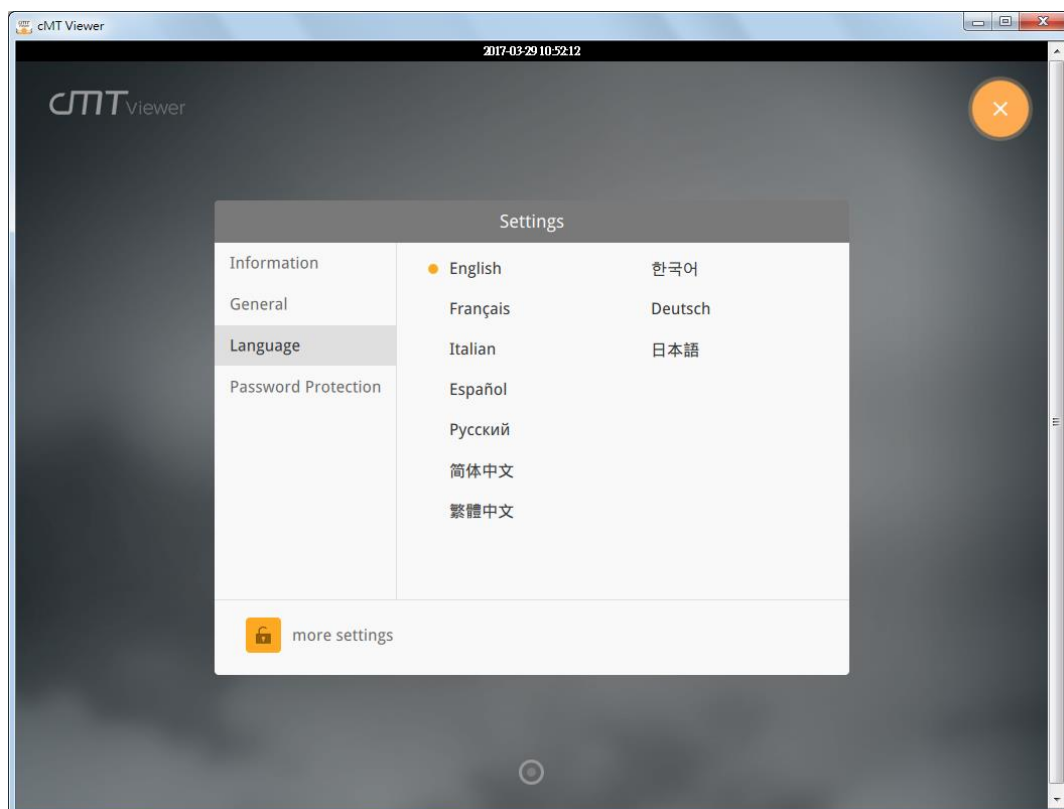 cMT Viewer
2017-03-29 10:52:12
cMT Viewer
Settings
Information
General
Language
Password Protection
English
Français
Italian
Español
Русский
简体中文
繁體中文
한국어
Deutsch
日本語
more settings